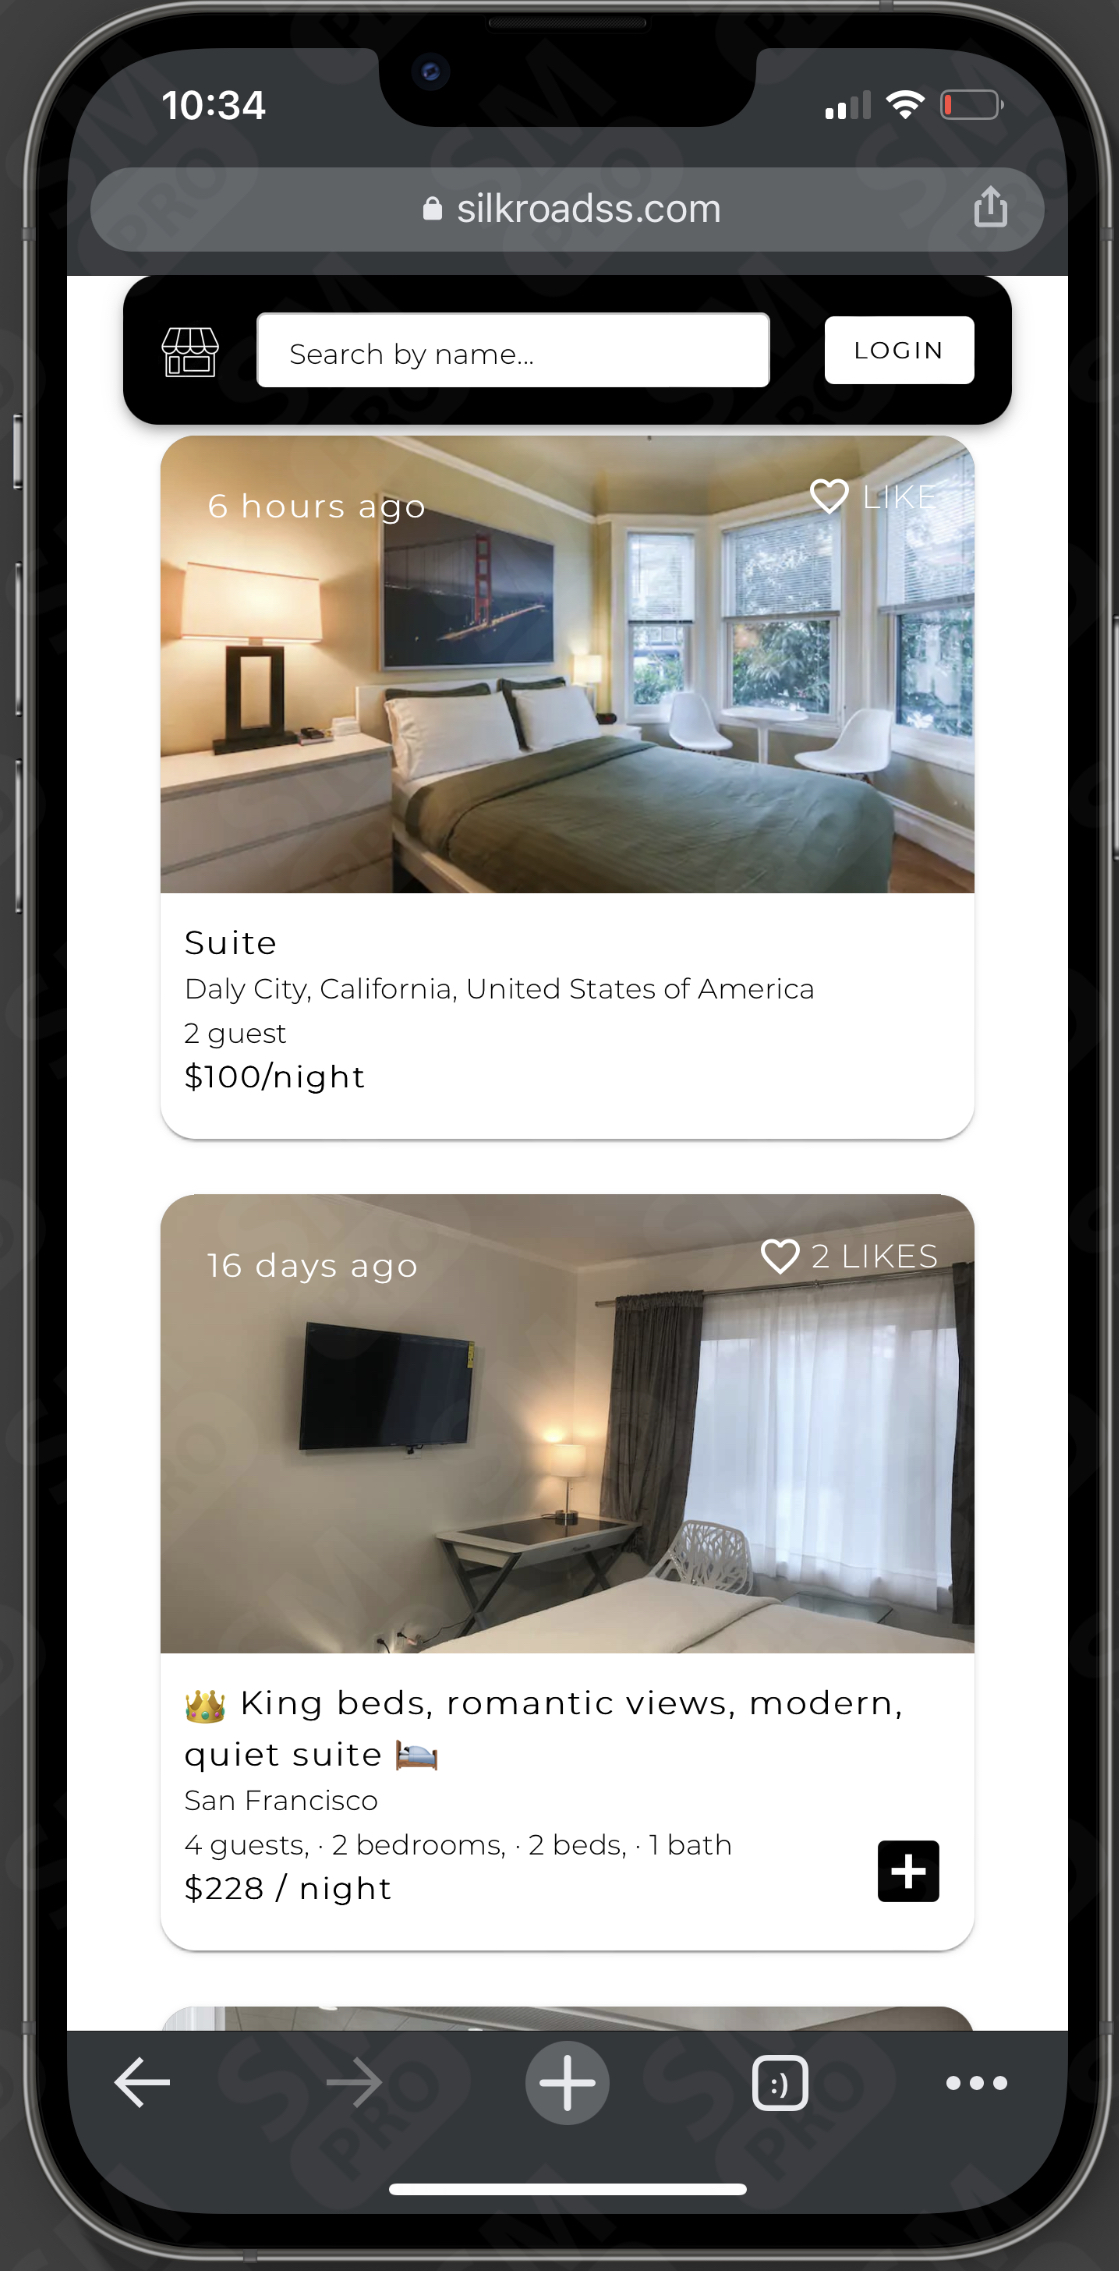 10:34
silkroadss.com
Search by name...
LOGIN
6 hours ago
LIKE
Suite
Daly City, California, United States of America
2 guest
$100/night
16 days ago
2 LIKES
👑 King beds, romantic views, modern,
quiet suite 🛌
San Francisco
4 guests, · 2 bedrooms, · 2 beds, · 1 bath
$228 / night
:)
SM
PRO